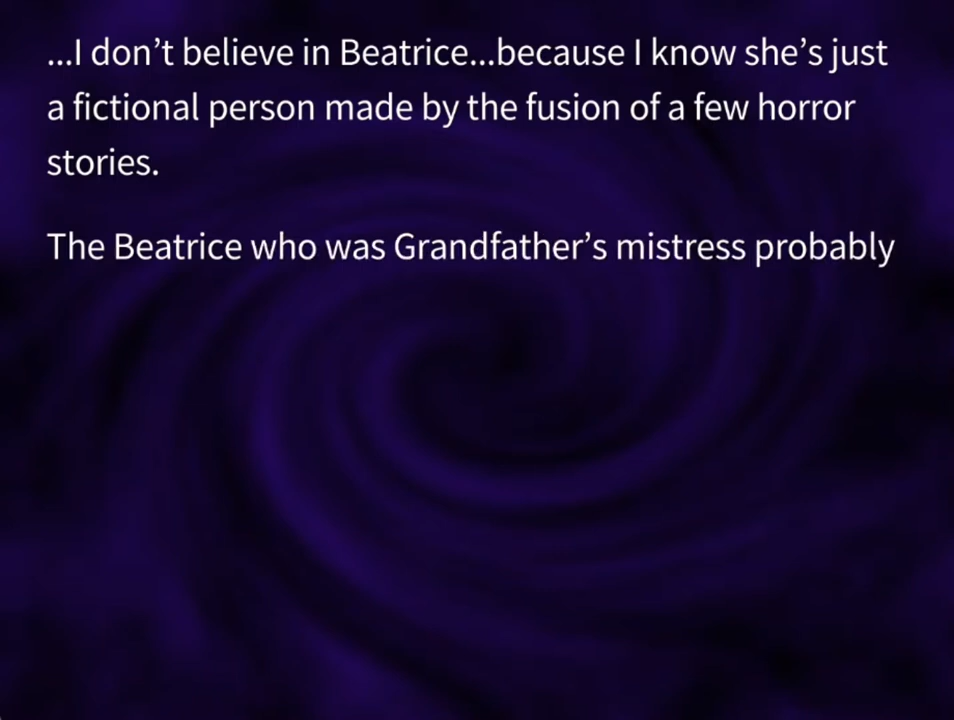 ...I don’t believe in Beatrice...because I know she’s just
a fictional person made by the fusion of a few horror
stories.
The Beatrice who was Grandfather’s mistress probably